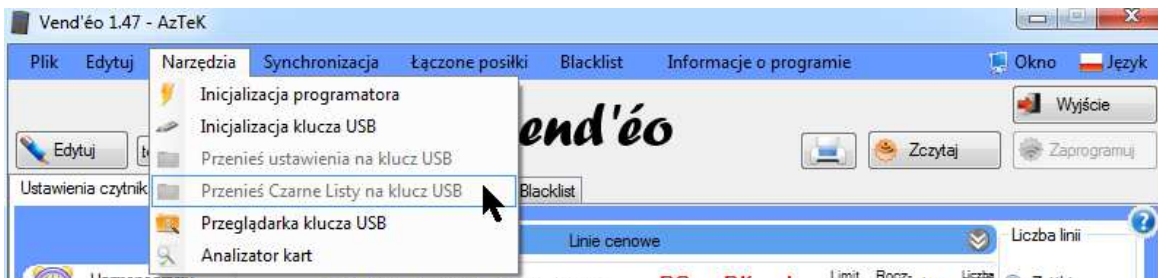 Vend'éo 1.47 - AzTeK
Plik Edytuj Narzędzia Synchronizacja Łączone posiłki Blacklist Informacje o programie Okno Język
Inicjalizacja programatora
Inicjalizacja klucza USB
Przenieś ustawienia na klucz USB
Przenieś Czarne Listy na klucz USB
Przeglądarka klucza USB
Analizator kart
end'éo
Wyjście
Edytuj
Zczytaj
Zaprogramuj
Ustawienia czytnik
Blacklist
Linie cenowe
Liczba linii